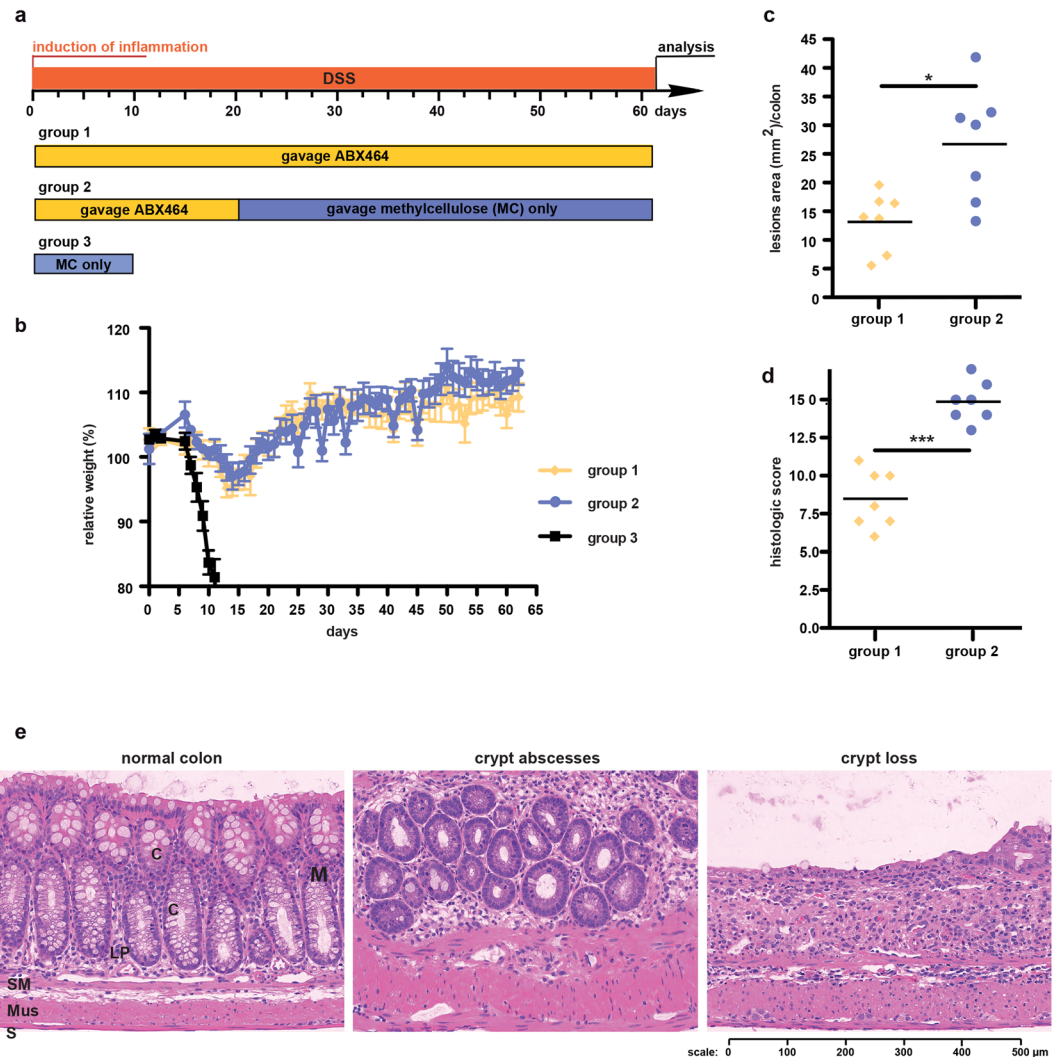 a
induction of inflammation
analysis
DSS
0 10 20 30 40 50 60 days
group 1
gavage ABX464
group 2
gavage ABX464 gavage methylcellulose (MC) only
group 3
MC only
b
120
110
100
90
80
relative weight (%)
0 5 10 15 20 25 30 35 40 45 50 55 60 65
days
group 1
group 2
group 3
c
45
40
35
30
25
20
15
10
5
0
lesions area (mm 2)/colon
*
group 1 group 2
d
15.0
12.5
10.0
7.5
5.0
2.5
0.0
histologic score
***
group 1 group 2
e
normal colon crypt abscesses crypt loss
C
M
C
LP
SM
Mus
S
scale: 0 100 200 300 400 500 µm